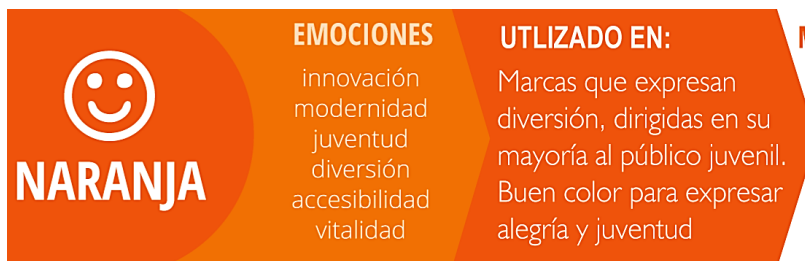 NARANJA
EMOCIONES
innovación
modernidad
juventud
diversión
accesibilidad
vitalidad
UTLIZADO EN:
Marcas que expresan
diversión, dirigidas en su
mayoría al público juvenil.
Buen color para expresar
alegría y juventud